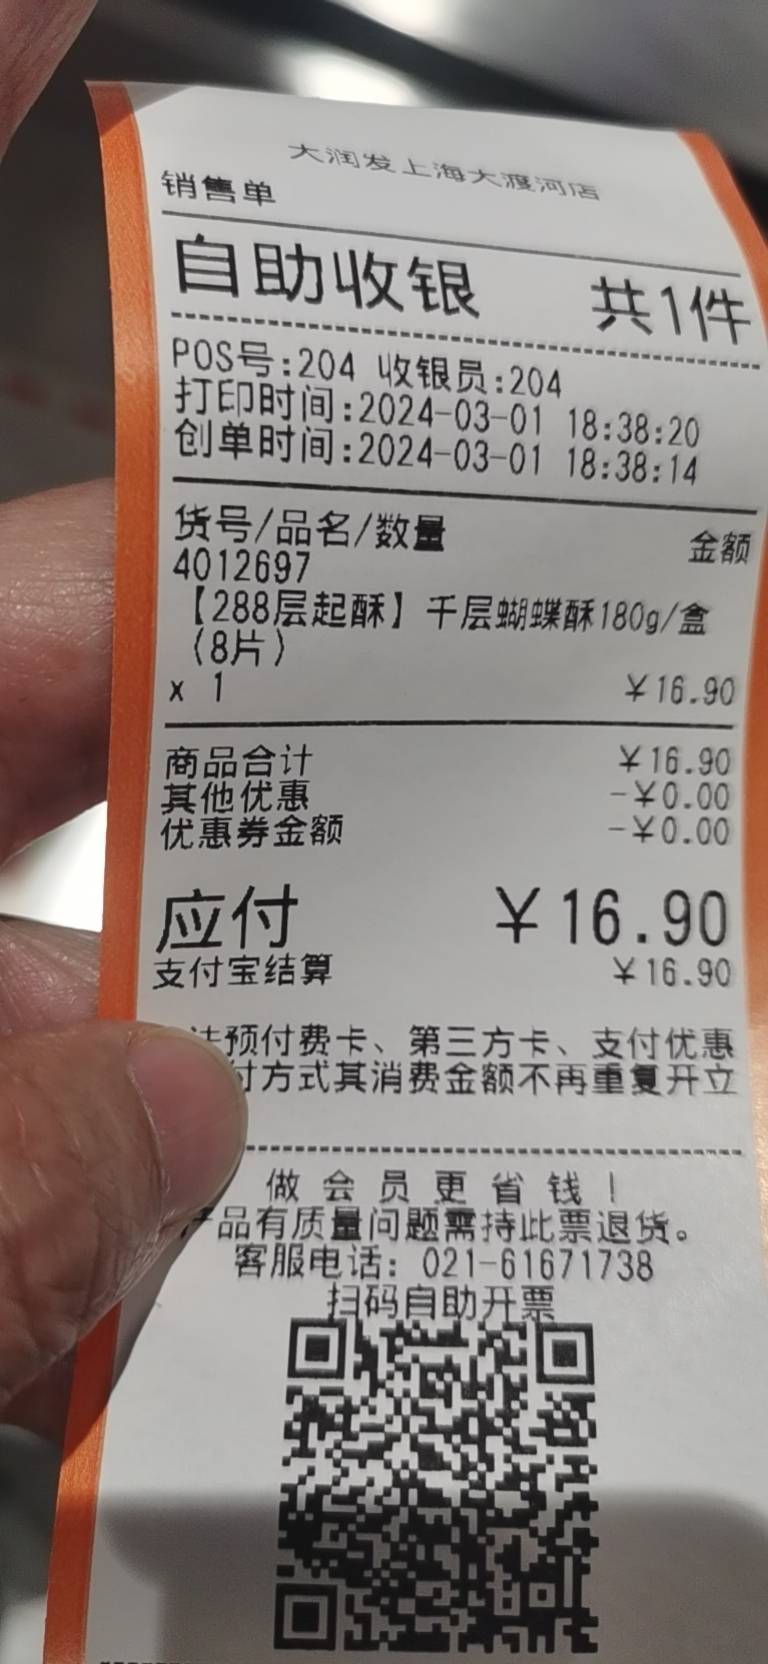 大润发上海大渡河店
销售单
自助收银 共1件
POS号:204 收银员:204
打印时间:2024-03-01 18:38:20
创单时间:2024-03-01 18:38:14
货号/品名/数量 金额
4012697
【288层起酥】千层蝴蝶酥180g/盒
(8片)
x 1 ￥16.90
商品合计 ￥16.90
其他优惠 -￥0.00
优惠券金额 -￥0.00
应付 ￥16.90
支付宝结算 ￥16.90
预付费卡、第三方卡、支付优惠
付方式其消费金额不再重复开立
做会员更省钱！
品有质量问题需持此票退货。
客服电话：021-61671738
扫码自助开票